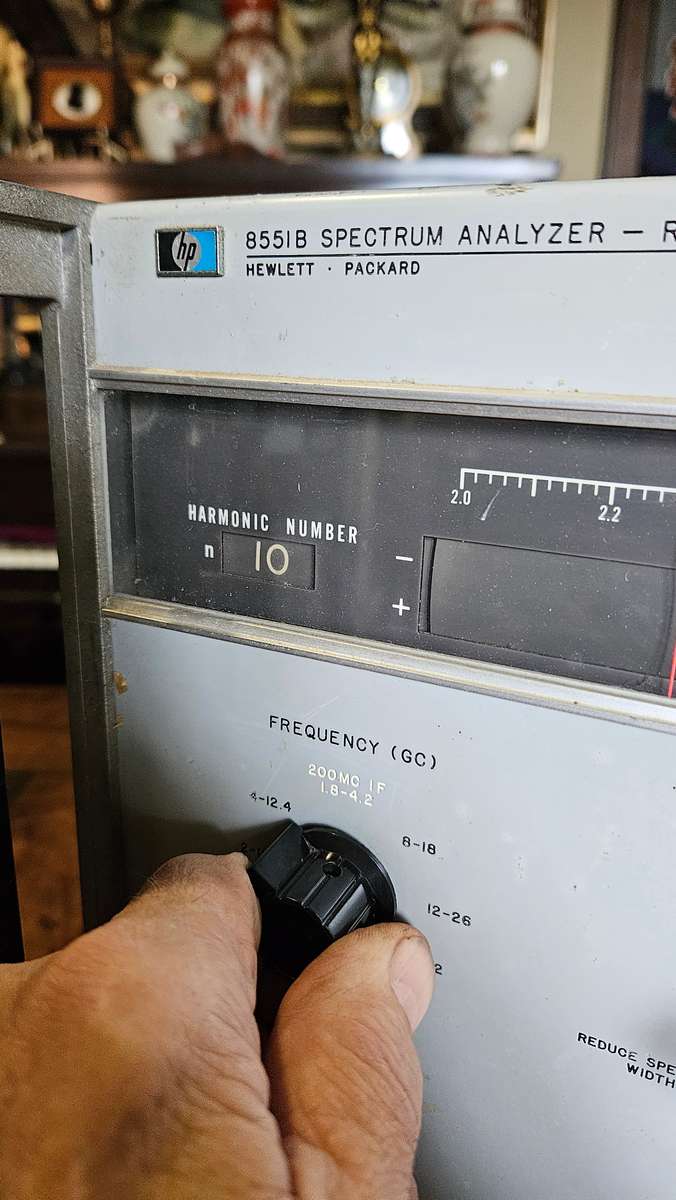 hp
8551B SPECTRUM ANALYZER —
HEWLETT · PACKARD
2.0 2.2
HARMONIC NUMBER
n 10
−
+
FREQUENCY (GC)
200MC IF
1.8-4.2
4-12.4
8-18
12-26
REDUCE
WIDTH